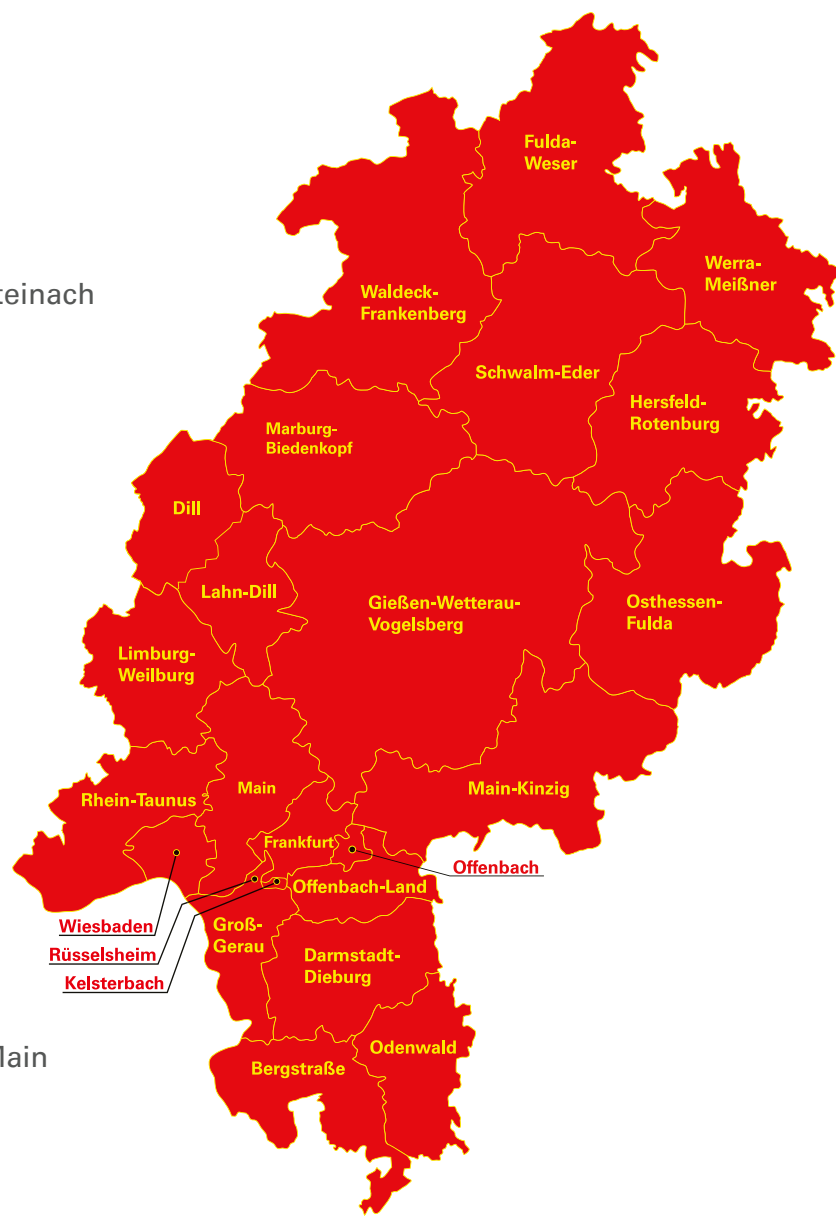 Fulda-
Weser
Werra-
Meißner
teinach
Waldeck-
Frankenberg
Schwalm-Eder
Hersfeld-
Rotenburg
Marburg-
Biedenkopf
Dill
Lahn-Dill
Gießen-Wetterau-
Vogelsberg
Osthessen-
Fulda
Limburg-
Weilburg
Rhein-Taunus
Main
Main-Kinzig
Frankfurt
Offenbach
Offenbach-Land
Wiesbaden
Rüsselsheim
Kelsterbach
Groß-
Gerau
Darmstadt-
Dieburg
Odenwald
Main
Bergstraße